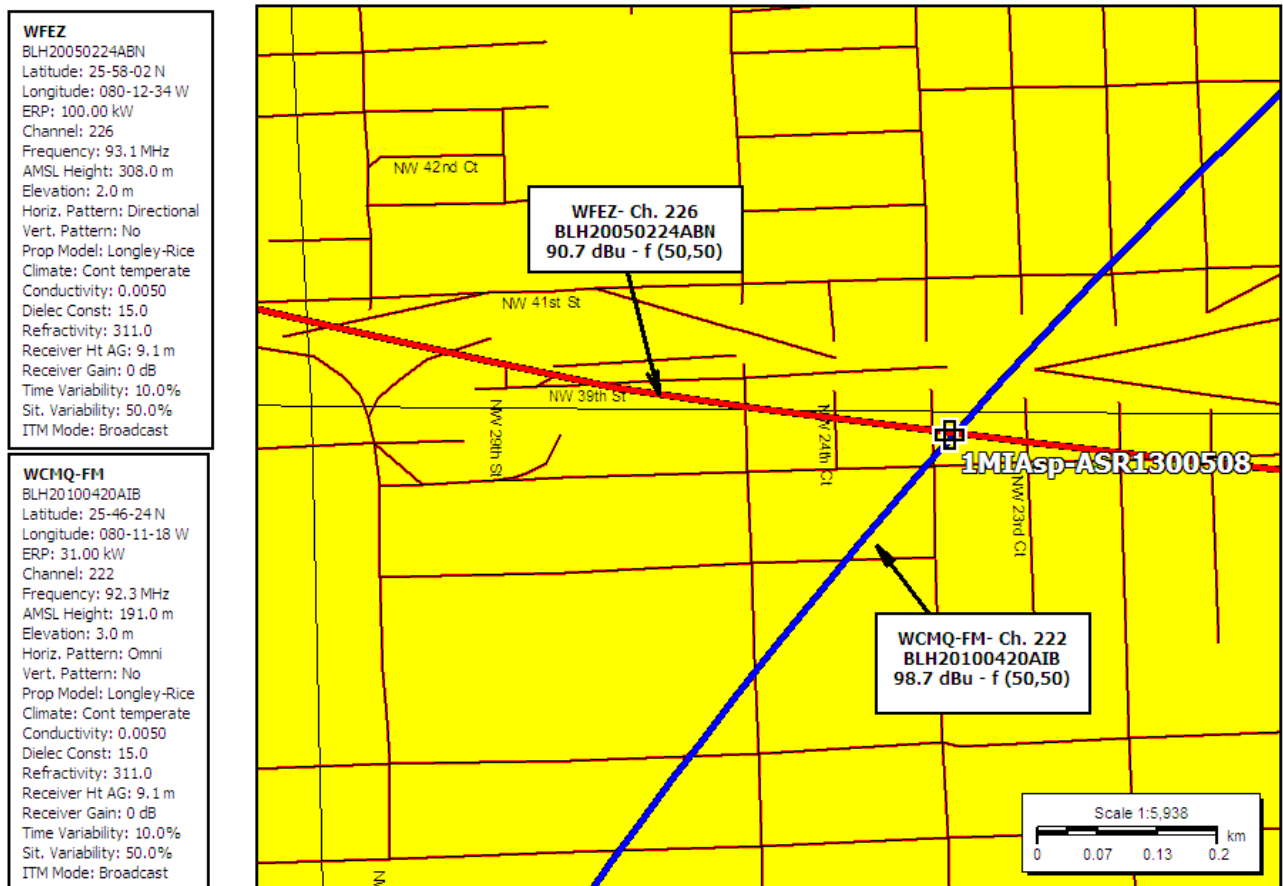 WFEZ
BLH20050224ABN
Latitude: 25-58-02 N
Longitude: 080-12-34 W
ERP: 100.00 kW
Channel: 226
Frequency: 93.1 MHz
AMSL Height: 308.0 m
Elevation: 2.0 m
Horiz. Pattern: Directional
Vert. Pattern: No
Prop Model: Longley-Rice
Climate: Cont temperate
Conductivity: 0.0050
Dielec Const: 15.0
Refractivity: 311.0
Receiver Ht AG: 9.1 m
Receiver Gain: 0 dB
Time Variability: 10.0%
Sit. Variability: 50.0%
ITM Mode: Broadcast
WCMQ-FM
BLH20100420AIB
Latitude: 25-46-24 N
Longitude: 080-11-18 W
ERP: 31.00 kW
Channel: 222
Frequency: 92.3 MHz
AMSL Height: 191.0 m
Elevation: 3.0 m
Horiz. Pattern: Omni
Vert. Pattern: No
Prop Model: Longley-Rice
Climate: Cont temperate
Conductivity: 0.0050
Dielec Const: 15.0
Refractivity: 311.0
Receiver Ht AG: 9.1 m
Receiver Gain: 0 dB
Time Variability: 10.0%
Sit. Variability: 50.0%
ITM Mode: Broadcast
NW 42nd Ct
WFEZ- Ch. 226
BLH20050224ABN
90.7 dBu - f (50,50)
NW 41st St
NW 39th St
NW 29th St
NW 24th Ct
1MIAsp-ASR1300508
NW 23rd Ct
WCMQ-FM- Ch. 222
BLH20100420AIB
98.7 dBu - f (50,50)
Scale 1:5,938
km
0 0.07 0.13 0.2